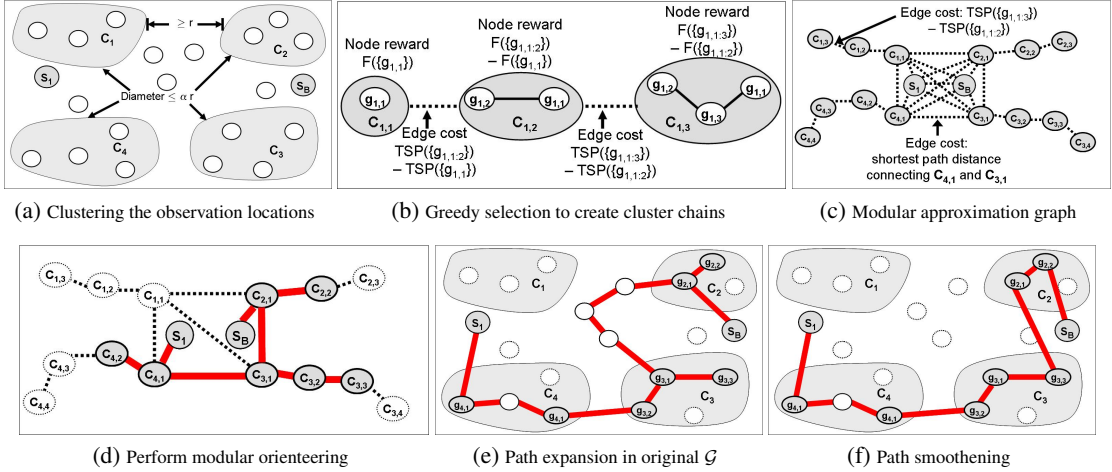 ≥ r
C1
C2
S1
SB
Diameter ≤ α r
C4
C3
(a) Clustering the observation locations
Node reward
F({g1,1})
Node reward
F({g1,1:2})
– F({g1,1})
Node reward
F({g1,1:3})
– F({g1,1:2})
g1,1
C1,1
g1,2
g1,1
C1,2
g1,2
g1,1
g1,3
C1,3
Edge cost
TSP({g1,1:2})
– TSP({g1,1})
Edge cost
TSP({g1,1:3})
– TSP({g1,1:2})
(b) Greedy selection to create cluster chains
Edge cost: TSP({g1,1:3})
– TSP({g1,1:2})
C1,3
C1,2
C1,1
C2,1
C2,2
C2,3
S1
SB
C4,3
C4,2
C4,1
C3,1
C3,2
C3,3
C4,4
C3,4
Edge cost:
shortest path distance
connecting C4,1 and C3,1
(c) Modular approximation graph
C1,3
C1,2
C1,1
C2,1
C2,2
C2,3
S1
SB
C4,2
C4,3
C4,1
C3,1
C3,2
C3,3
C4,4
C3,4
(d) Perform modular orienteering
C1
g2,2
g2,1
C2
S1
SB
C4
g3,1
g3,3
C3
g4,1
g4,1
g3,2
(e) Path expansion in original G
C1
g2,2
g2,1
C2
S1
SB
C4
g3,1
g3,3
C3
g4,1
g4,1
g3,2
(f) Path smoothening